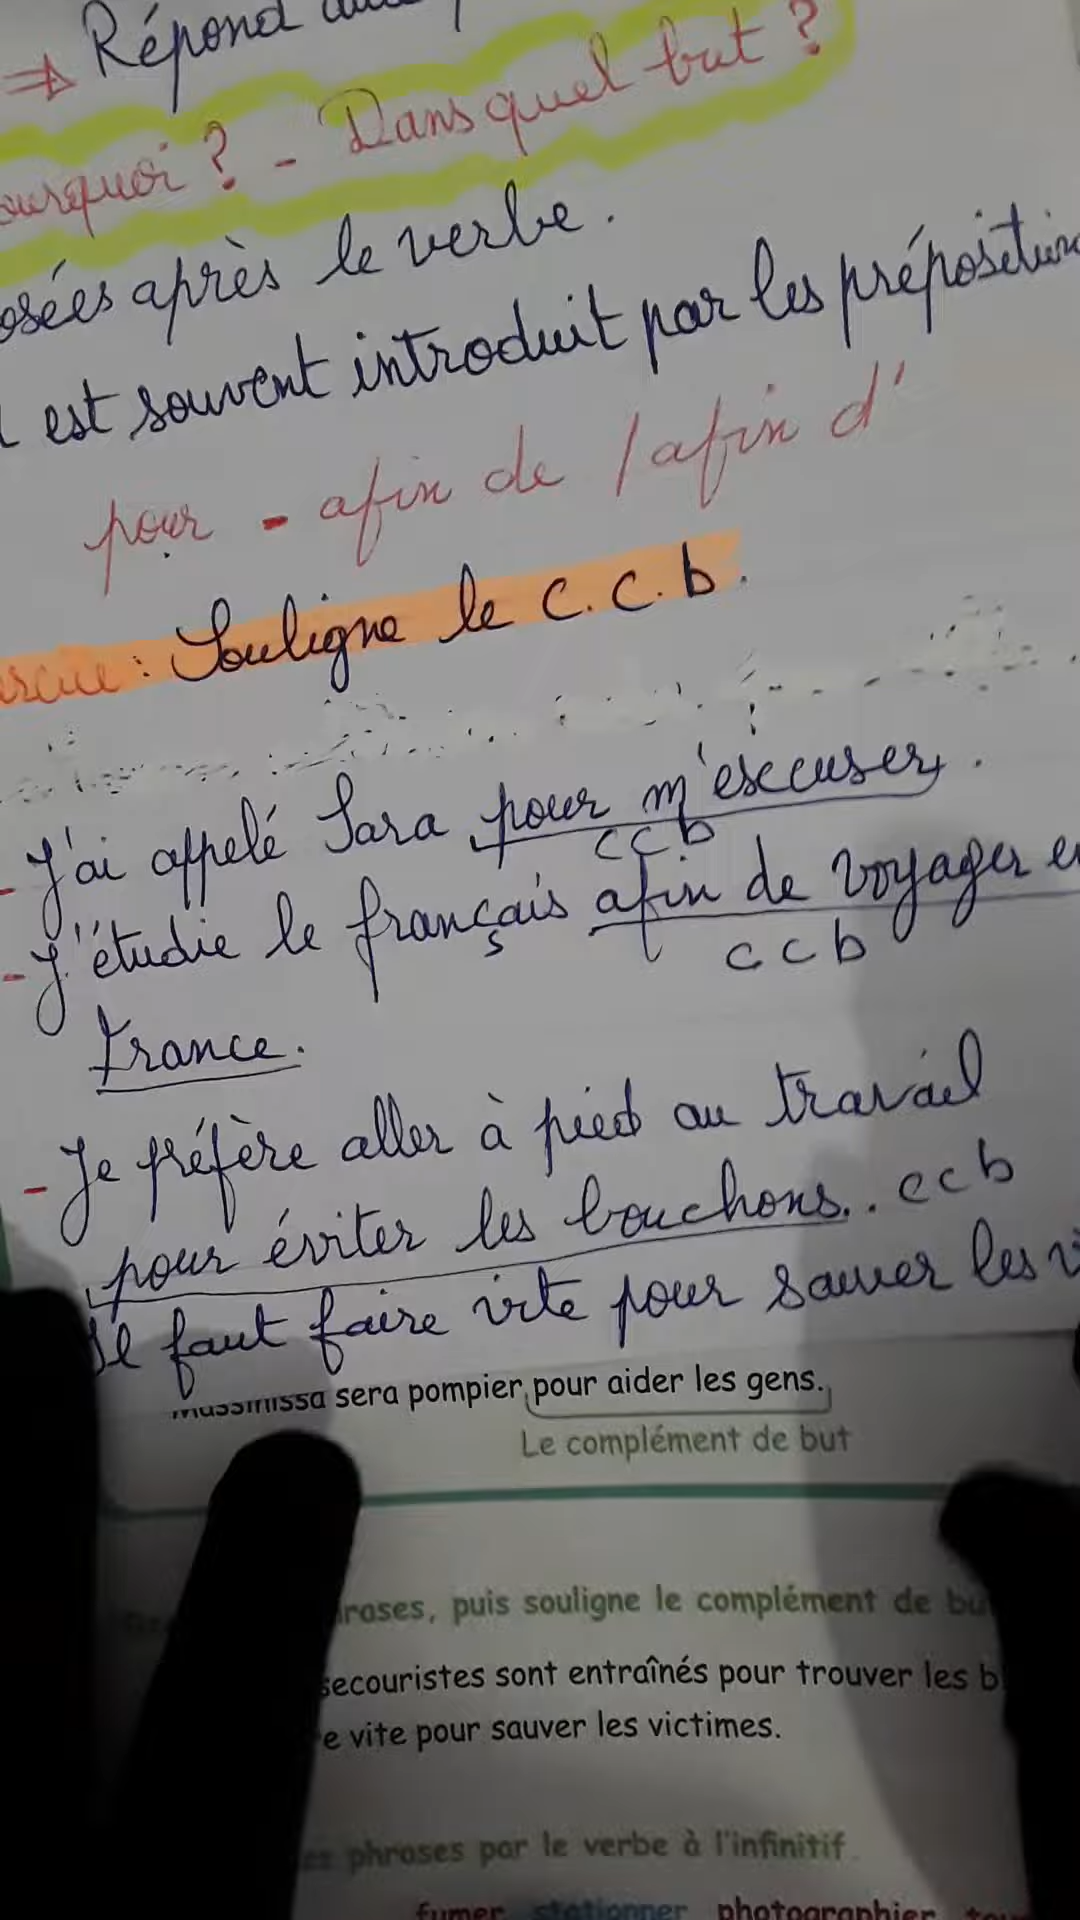 ⇒ Répond
? - Dans quel but ?
après le verbe.
est souvent introduit par les
pour - afin de / afin d'
: Souligne le c.c.b.
- J'ai appelé Sara pour m'escuser.
ccb
- J'étudie le français afin de voyager
ccb
France.
- Je préfère aller à pied au travail
pour éviter les bouchons.. ccb
Il faut faire vite pour sauver les
sera pompier pour aider les gens.
Le complément de but
, puis souligne le complément de
secouristes sont entraînés pour trouver les
vite pour sauver les victimes.
phrases par le verbe à l'infinitif
fumer stationner photographier